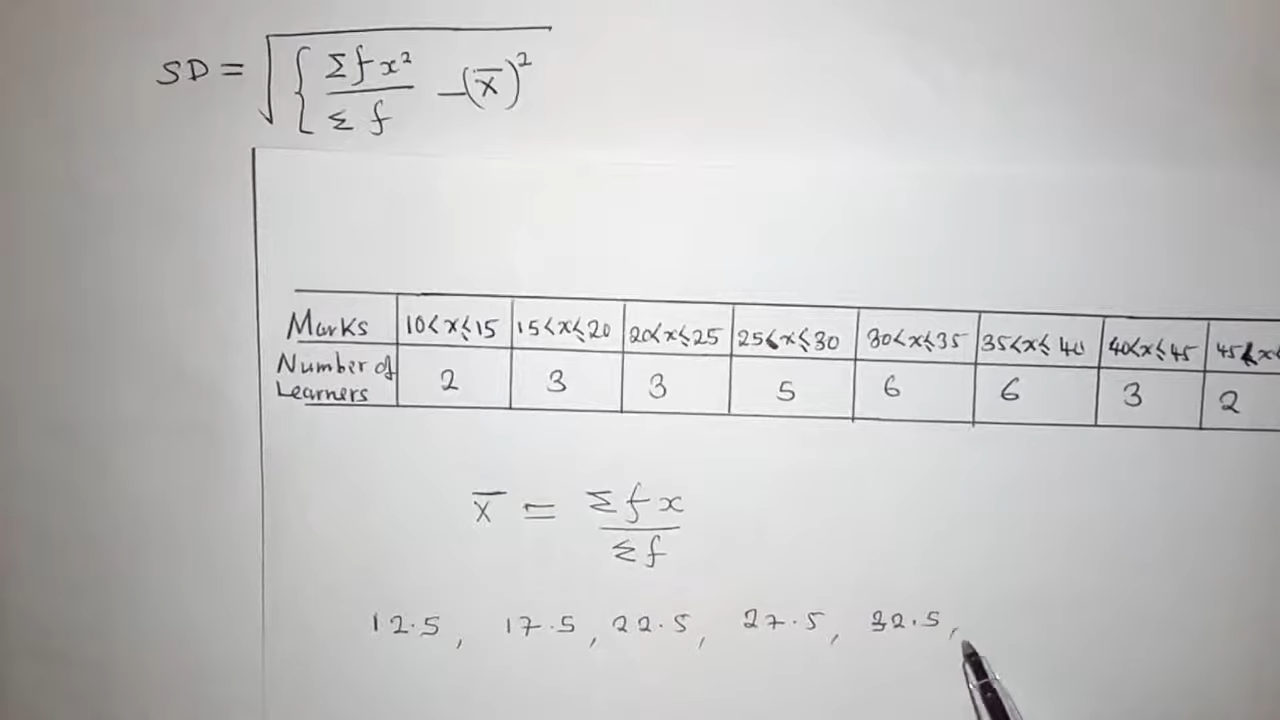 SD = √{ Σfx² / Σf – (x̄)²
Marks 10<x≤15 15<x≤20 20<x≤25 25<x≤30 30<x≤35 35<x≤40 40<x≤45 45<x≤
Number of Learners 2 3 3 5 6 6 3 2
x̄ = Σfx / Σf
12.5, 17.5, 22.5, 27.5, 32.5,